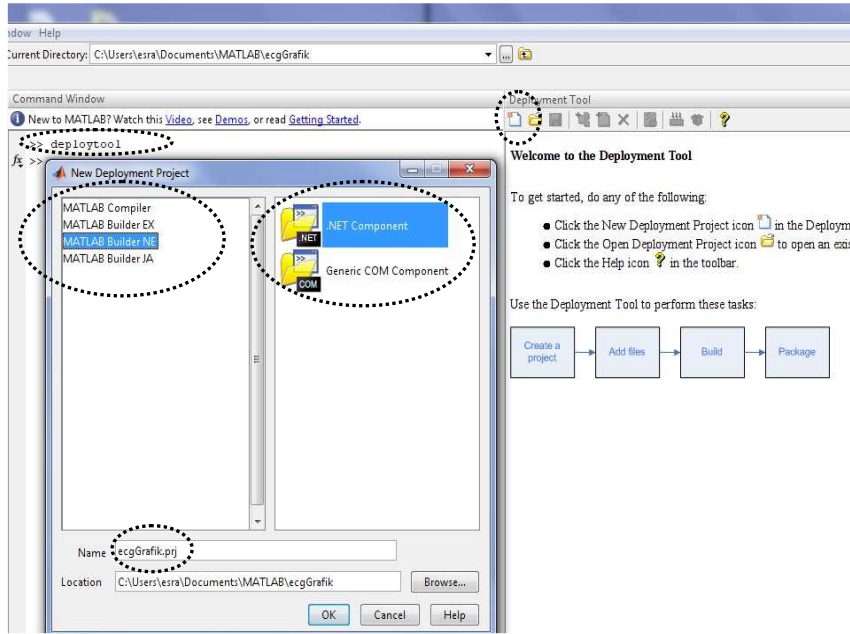 Help
Current Directory: C:\Users\esra\Documents\MATLAB\ecgGrafik
Command Window
New to MATLAB? Watch this Video, see Demos, or read Getting Started.
>> deploytool
fx >>
New Deployment Project
MATLAB Compiler
MATLAB Builder EX
MATLAB Builder NE
MATLAB Builder JA
.NET
.NET Component
COM
Generic COM Component
Name ecgGrafik.prj
Location C:\Users\esra\Documents\MATLAB\ecgGrafik Browse...
OK Cancel Help
Deployment Tool
Welcome to the Deployment Tool
To get started, do any of the following:
Click the New Deployment Project icon in the Deploym
Click the Open Deployment Project icon to open an exis
Click the Help icon in the toolbar.
Use the Deployment Tool to perform these tasks:
Create a
project
Add files
Build
Package